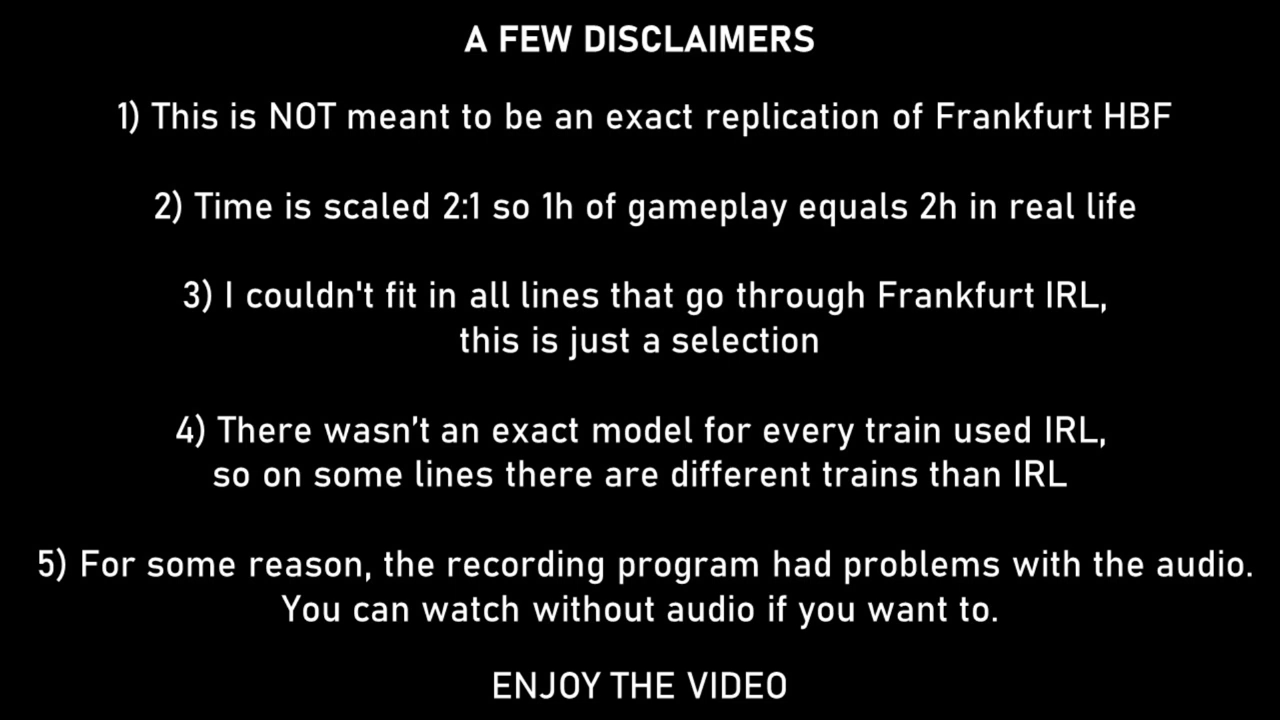 A FEW DISCLAIMERS
1) This is NOT meant to be an exact replication of Frankfurt HBF
2) Time is scaled 2:1 so 1h of gameplay equals 2h in real life
3) I couldn't fit in all lines that go through Frankfurt IRL,
this is just a selection
4) There wasn’t an exact model for every train used IRL,
so on some lines there are different trains than IRL
5) For some reason, the recording program had problems with the audio.
You can watch without audio if you want to.
ENJOY THE VIDEO